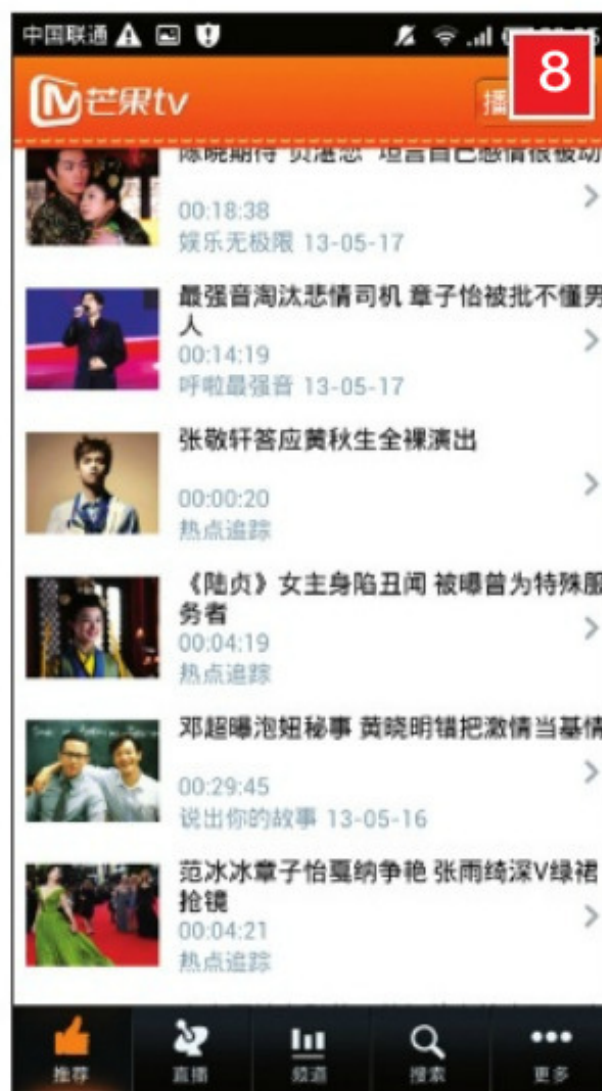 中国联通
8
芒果tv
播
00:18:38
娱乐无极限 13-05-17
最强音淘汰悲情司机 章子怡被批不懂男
人
00:14:19
呼啦最强音 13-05-17
张敬轩答应黄秋生全裸演出
00:00:20
热点追踪
《陆贞》女主身陷丑闻 被曝曾为特殊服
务者
00:04:19
热点追踪
邓超曝泡妞秘事 黄晓明错把激情当基情
00:29:45
说出你的故事 13-05-16
范冰冰章子怡戛纳争艳 张雨绮深V绿裙
抢镜
00:04:21
热点追踪
推荐 直播 频道 搜索 更多